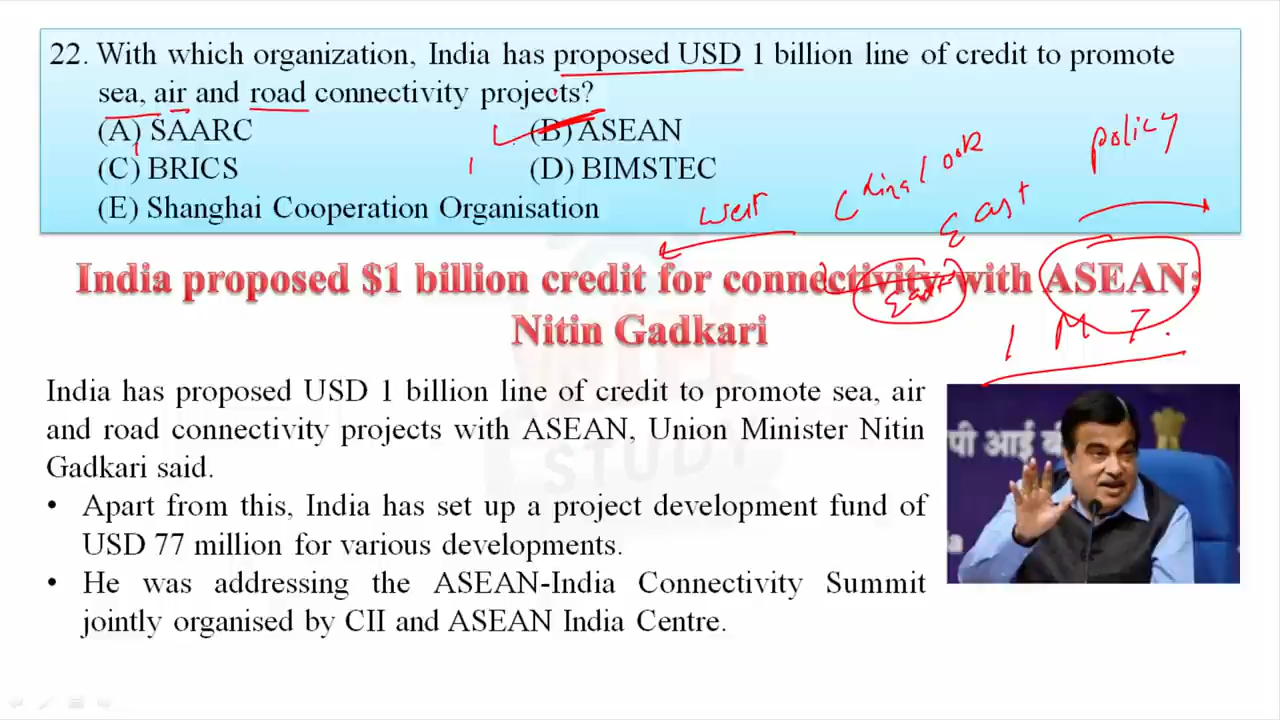 22. With which organization, India has proposed USD 1 billion line of credit to promote
sea, air and road connectivity projects?
(A) SAARC
(B) ASEAN
(C) BRICS
(D) BIMSTEC
(E) Shanghai Cooperation Organisation
policy
look
East
West
India proposed $1 billion credit for connectivity with ASEAN:
Nitin Gadkari
East
India has proposed USD 1 billion line of credit to promote sea, air
and road connectivity projects with ASEAN, Union Minister Nitin
Gadkari said.
• Apart from this, India has set up a project development fund of
USD 77 million for various developments.
• He was addressing the ASEAN-India Connectivity Summit
jointly organised by CII and ASEAN India Centre.
पी आई बी
STUDY